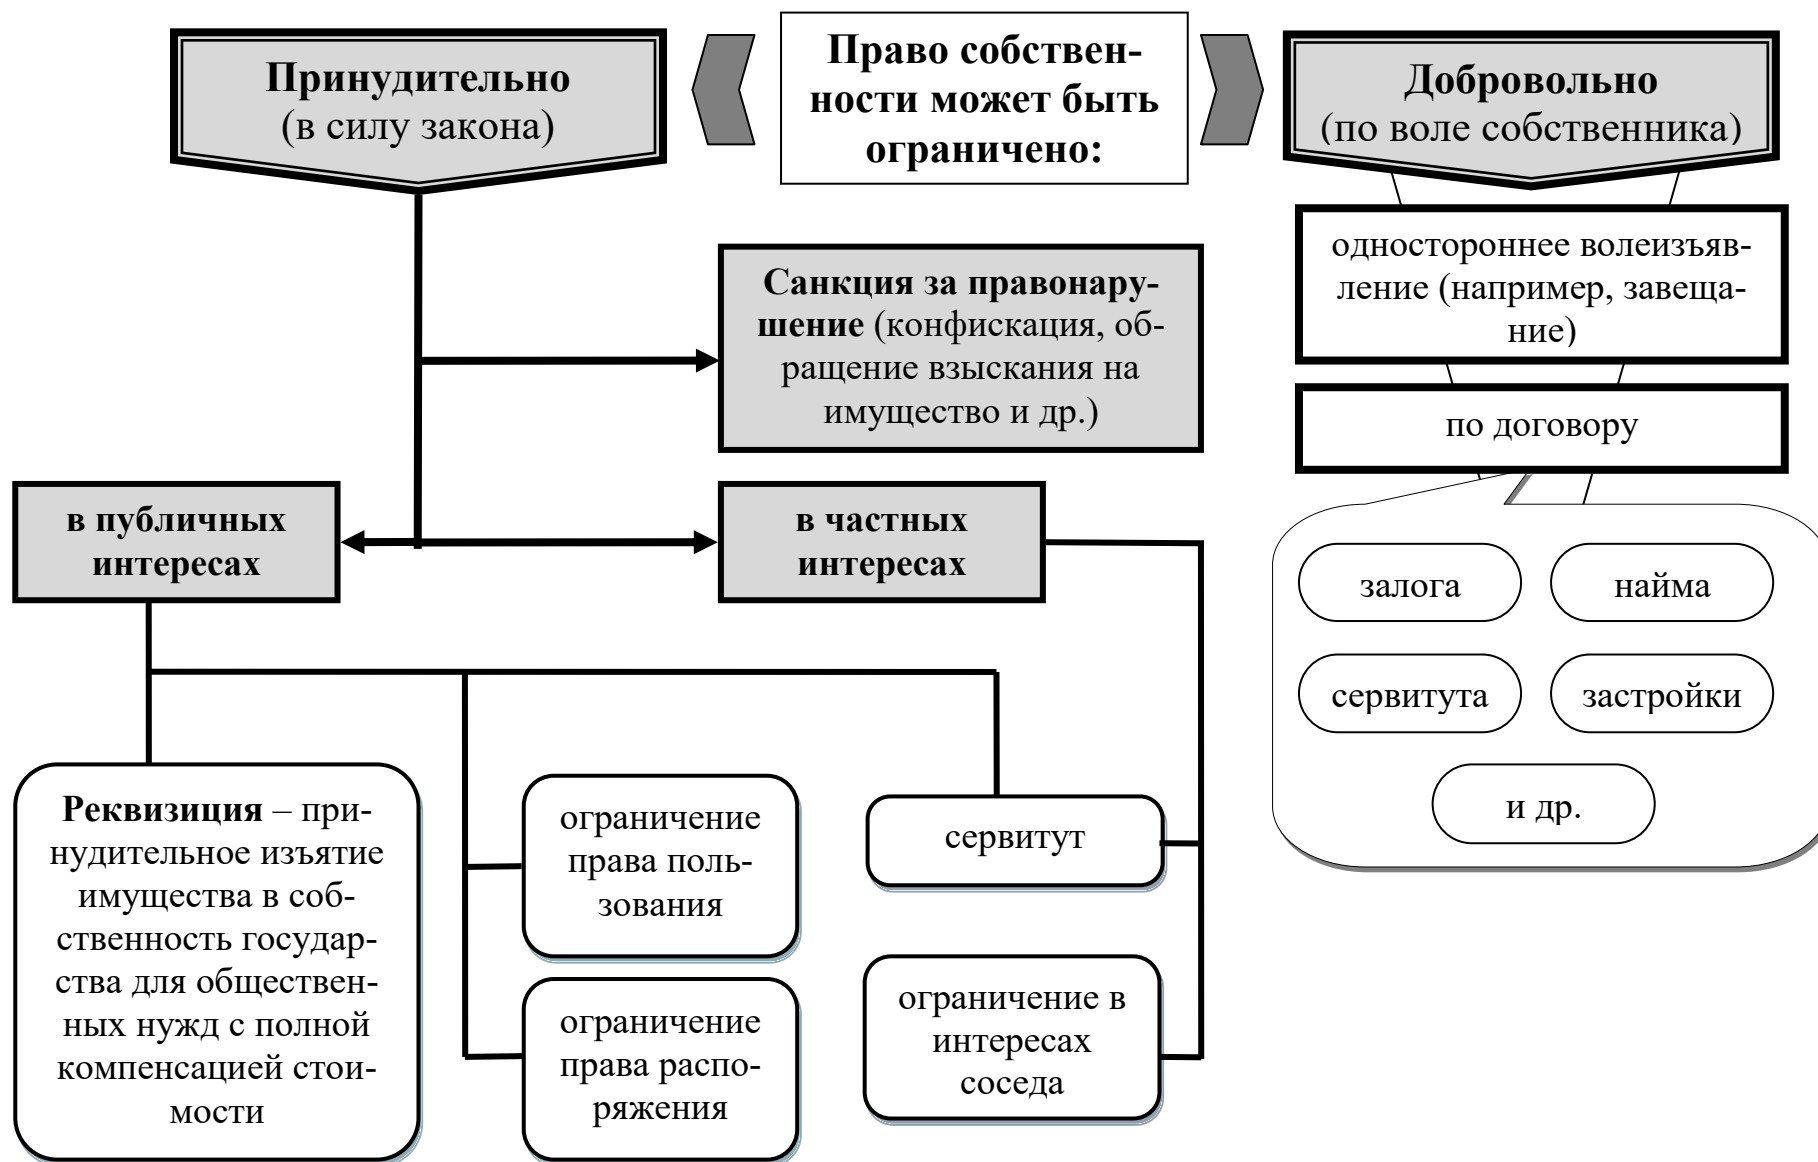 Принудительно
(в силу закона)
Право собствен-
ности может быть
ограничено:
Добровольно
(по воле собственника)
одностороннее волеизъяв-
ление (например, завеща-
ние)
по договору
залога
найма
сервитута
застройки
и др.
Санкция за правонару-
шение (конфискация, об-
ращение взыскания на
имущество и др.)
в публичных
интересах
в частных
интересах
Реквизиция – при-
нудительное изъятие
имущества в соб-
ственность государ-
ства для обществен-
ных нужд с полной
компенсацией стои-
мости
ограничение
права поль-
зования
ограничение
права распо-
ряжения
сервитут
ограничение в
интересах
соседа